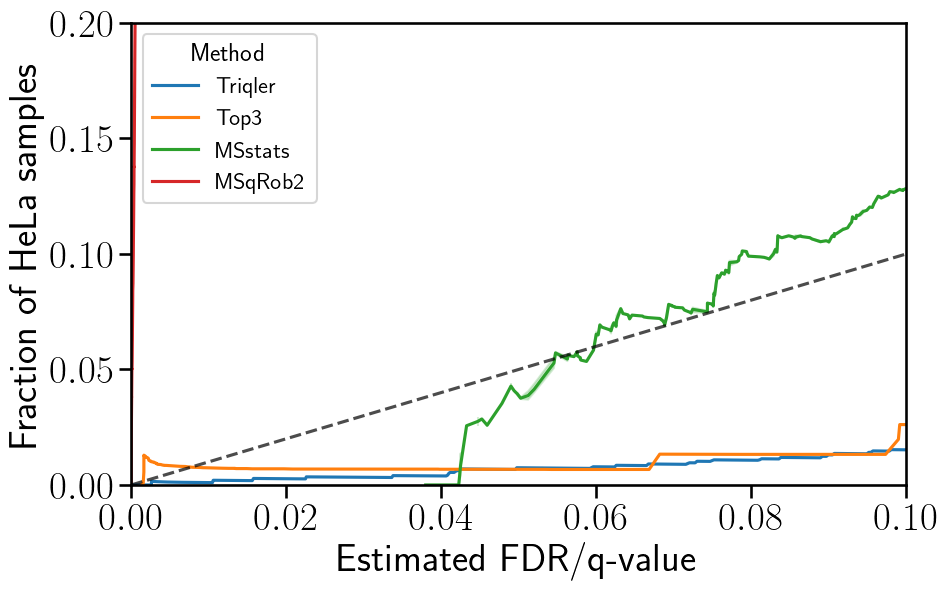 Fraction of HeLa samples
0.20
0.15
0.10
0.05
0.00
Method
Triqler
Top3
MSstats
MSqRob2
0.00 0.02 0.04 0.06 0.08 0.10
Estimated FDR/q-value